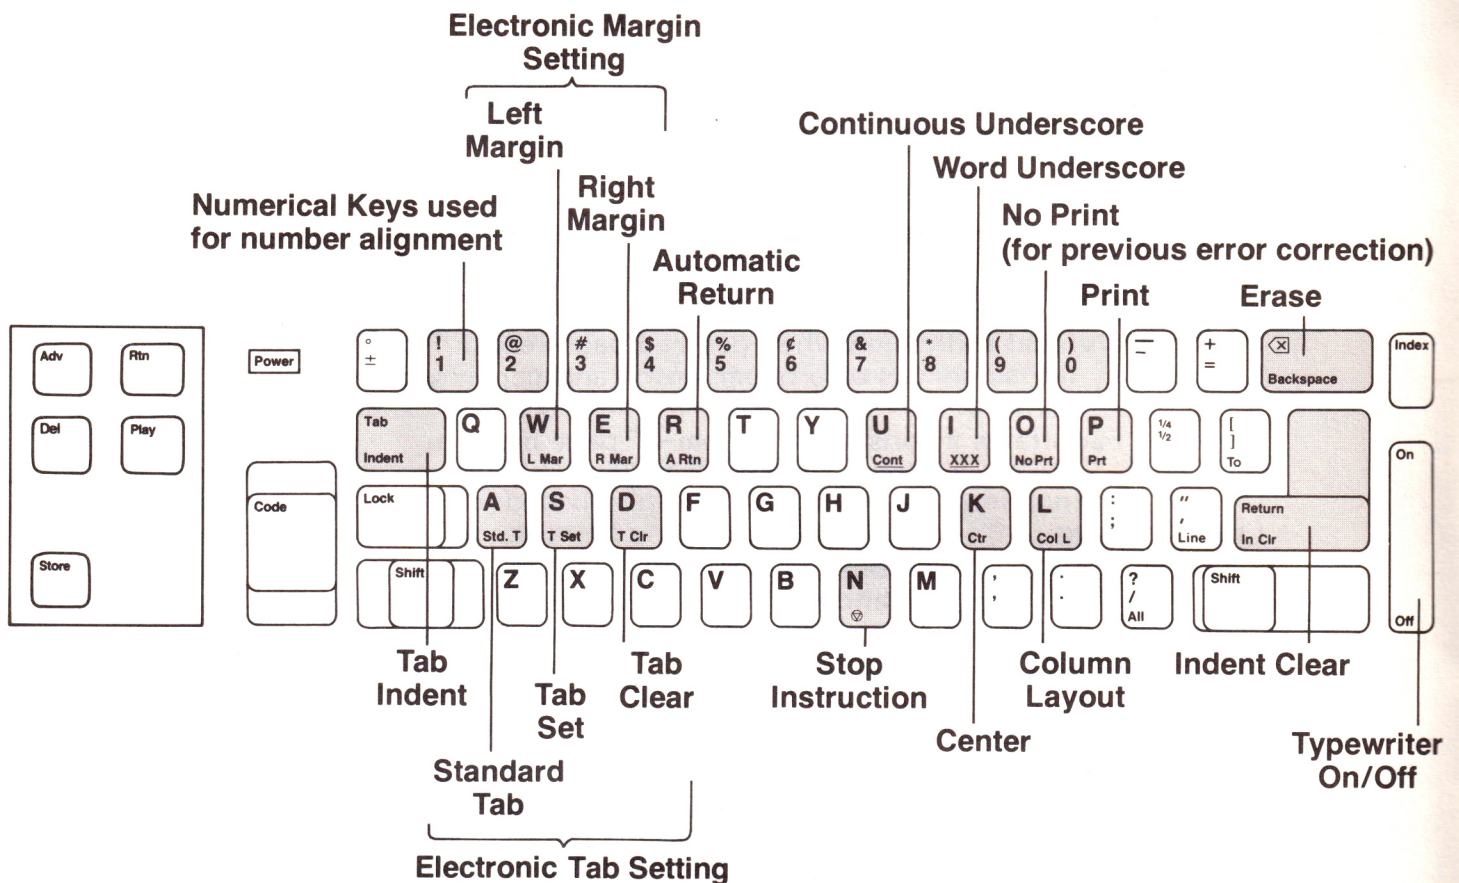 Electronic Margin
Setting
Left
Margin
Right
Margin
Continuous Underscore
Word Underscore
Numerical Keys used
for number alignment
Automatic
Return
No Print
(for previous error correction)
Print
Erase
Adv
Rtn
Del
Play
Store
Power
Code
°
±
!
1
@
2
#
3
$
4
%
5
¢
6
&
7
*
8
(
9
)
0
—
-
+
=
⌫
Backspace
Index
Tab
Indent
Q
W
L Mar
E
R Mar
R
A Rtn
T
Y
U
Cont
I
XXX
O
No Prt
P
Prt
1/4
1/2
[
]
To
On
Off
Lock
A
Std. T
S
T Set
D
T Clr
F
G
H
J
K
Ctr
L
Col L
:
;
"
'
Line
Return
In Clr
Shift
Z
X
C
V
B
N
M
,
,
.
.
?
/
All
Shift
Tab
Indent
Tab
Set
Tab
Clear
Stop
Instruction
Column
Layout
Indent Clear
Center
Standard
Tab
Typewriter
On/Off
Electronic Tab Setting